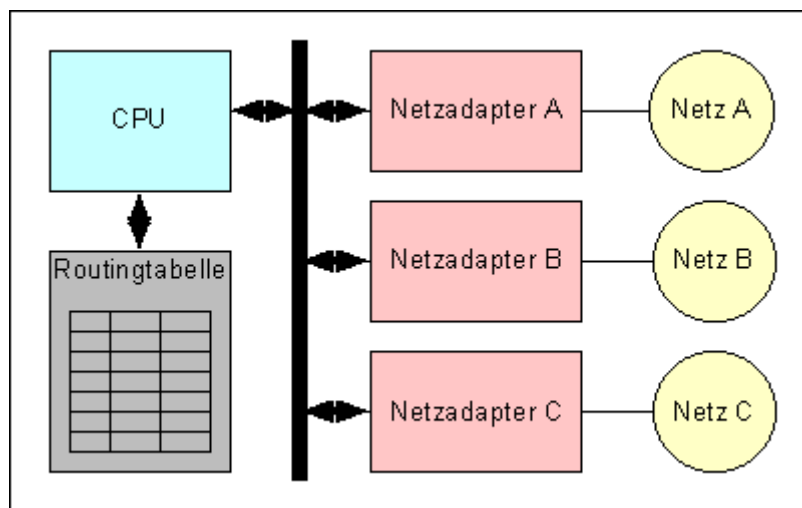 CPU
Routingtabelle
Netzadapter A
Netz A
Netzadapter B
Netz B
Netzadapter C
Netz C